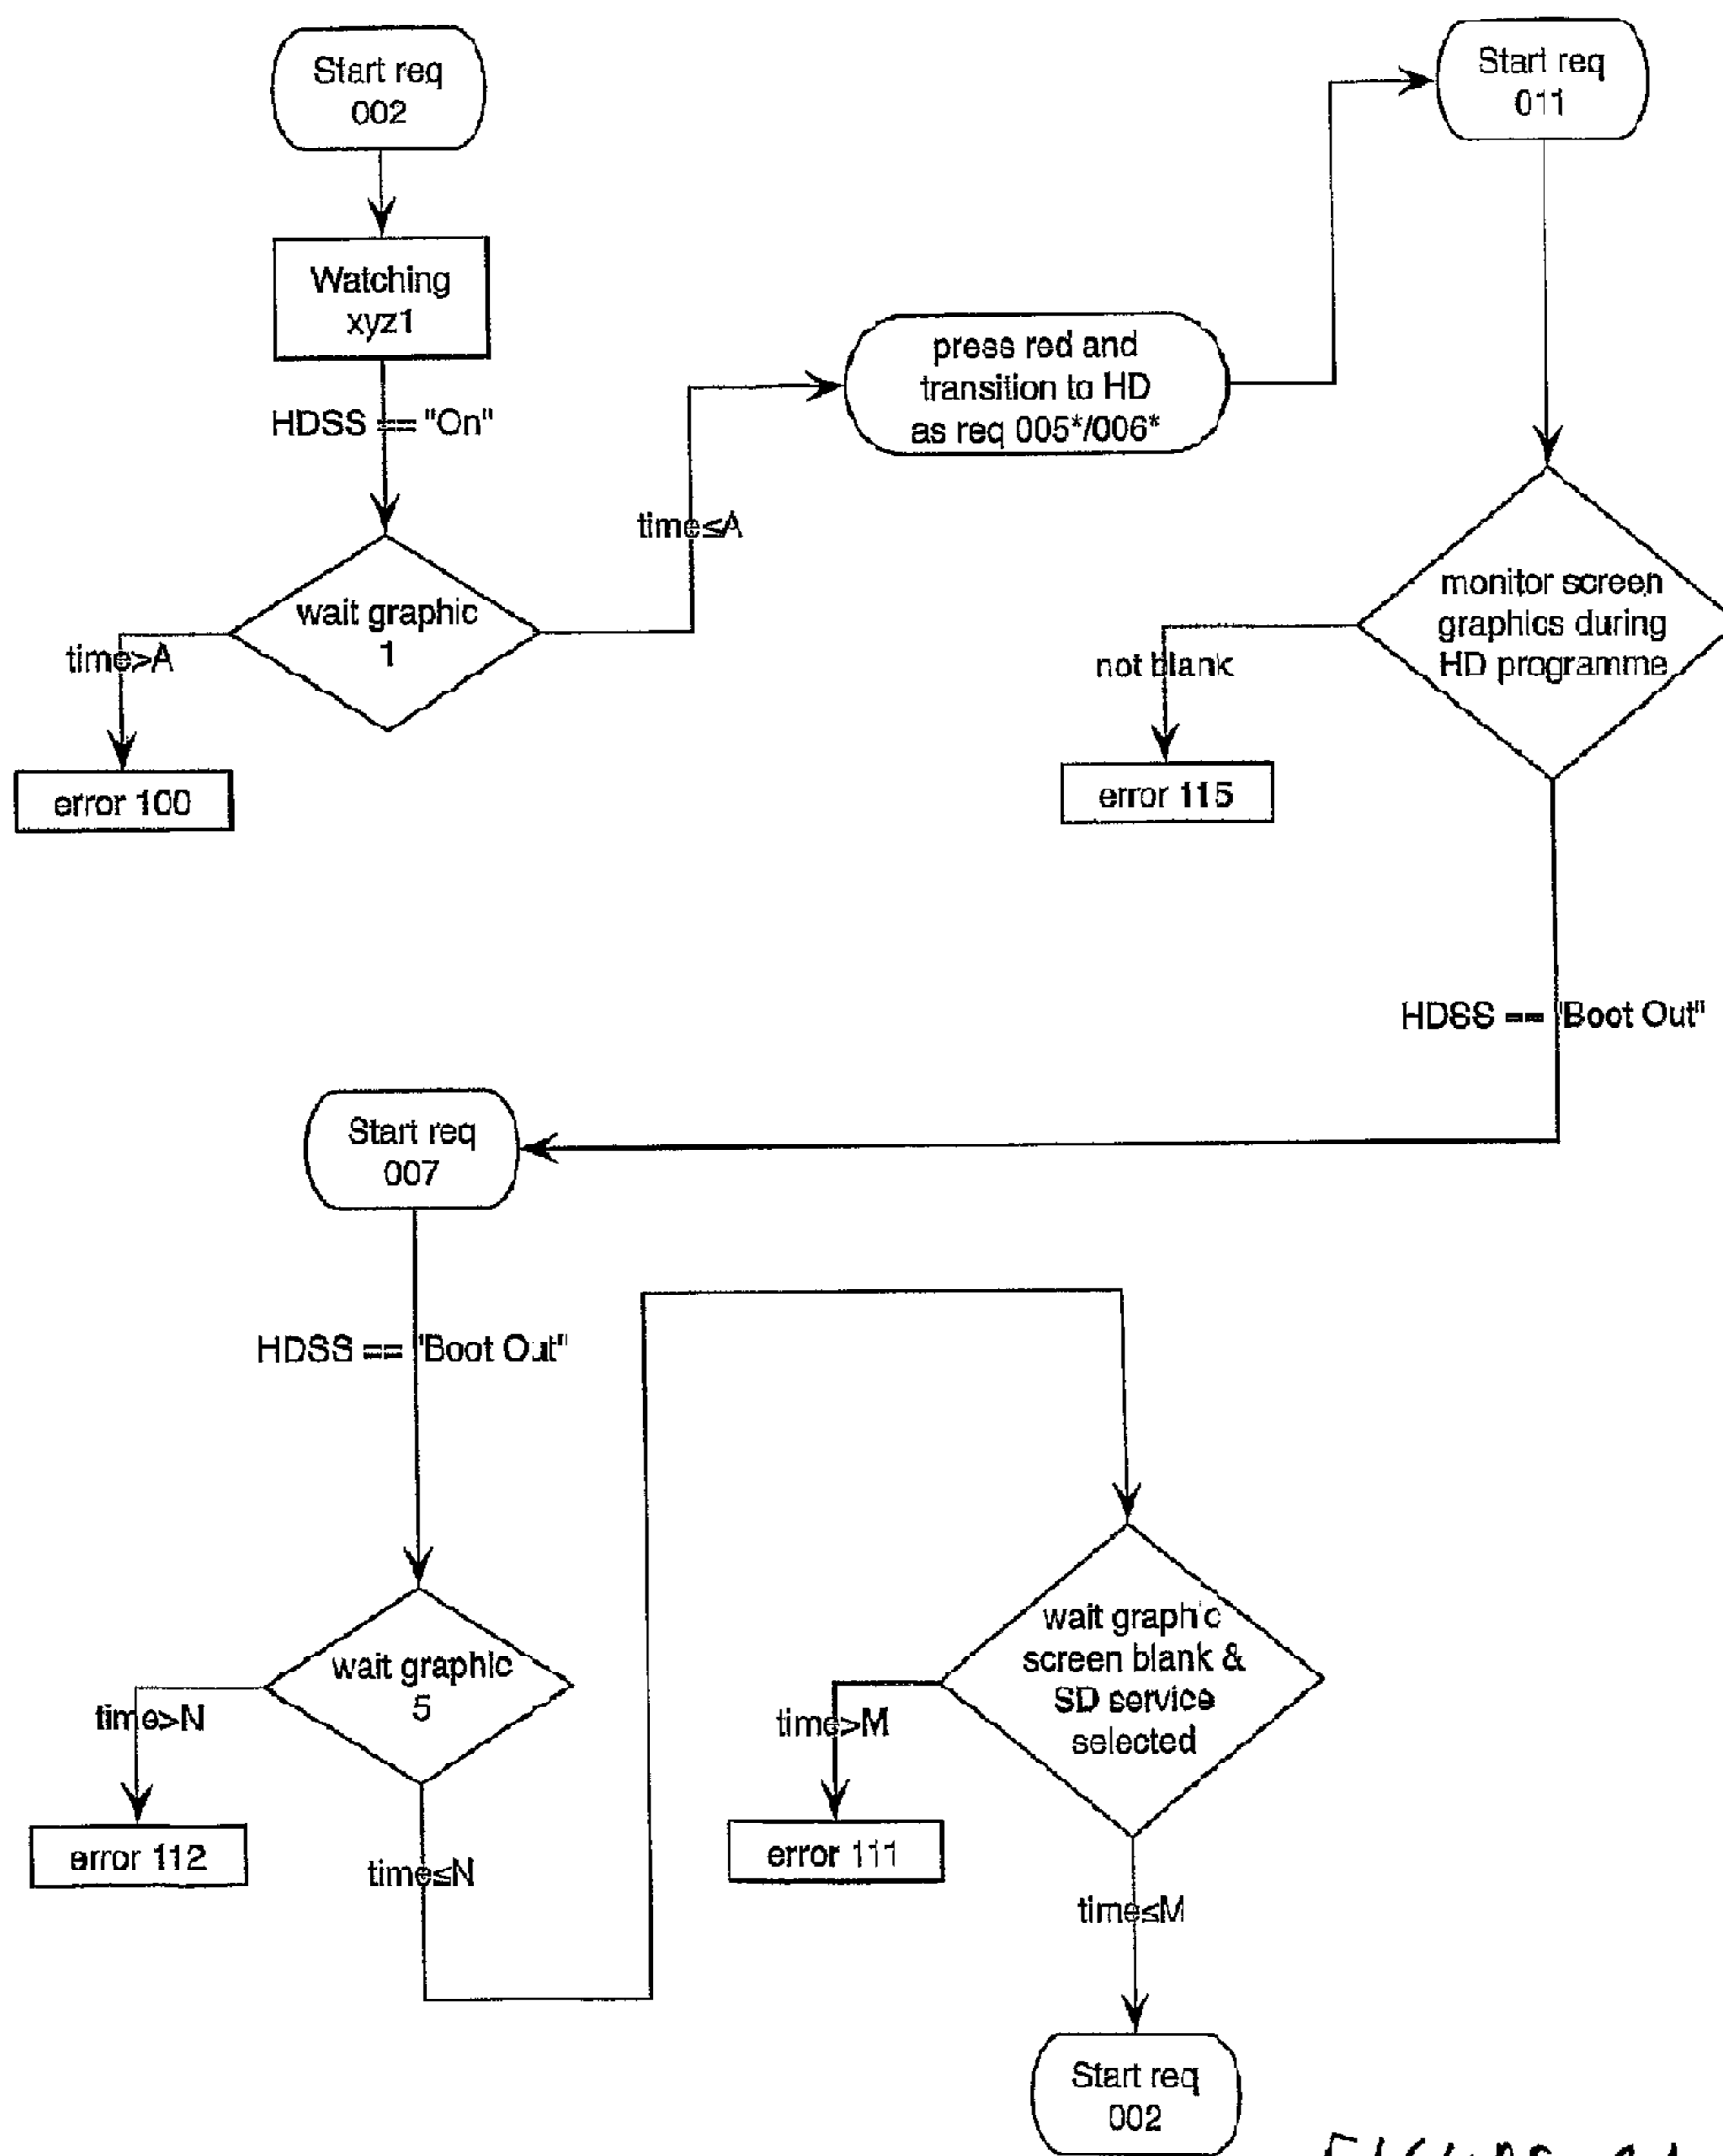 Start req
002
Start req
011
Watching
xyz1
HDSS == "On"
press red and
transition to HD
as req 005*/006*
time≤A
wait graphic
1
time>A
error 100
monitor screen
graphics during
HD programme
not blank
error 115
HDSS == "Boot Out"
Start req
007
HDSS == "Boot Out"
wait graphic
5
time>N
error 112
time≤N
wait graphic
screen blank &
SD service
selected
time>M
error 111
time≤M
Start req
002
FIGURE